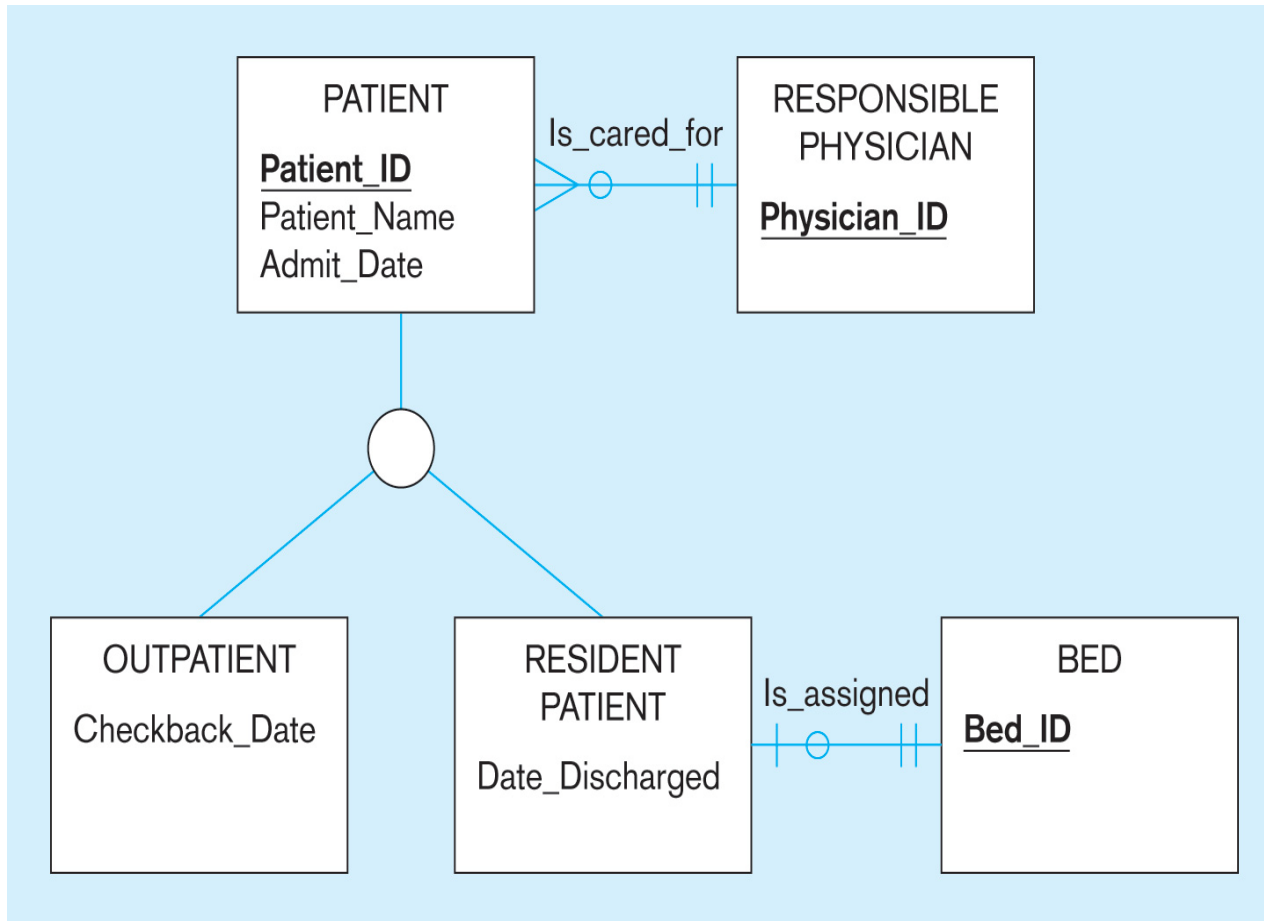 PATIENT
Patient_ID
Patient_Name
Admit_Date
Is_cared_for
RESPONSIBLE
PHYSICIAN
Physician_ID
OUTPATIENT
Checkback_Date
RESIDENT
PATIENT
Date_Discharged
Is_assigned
BED
Bed_ID